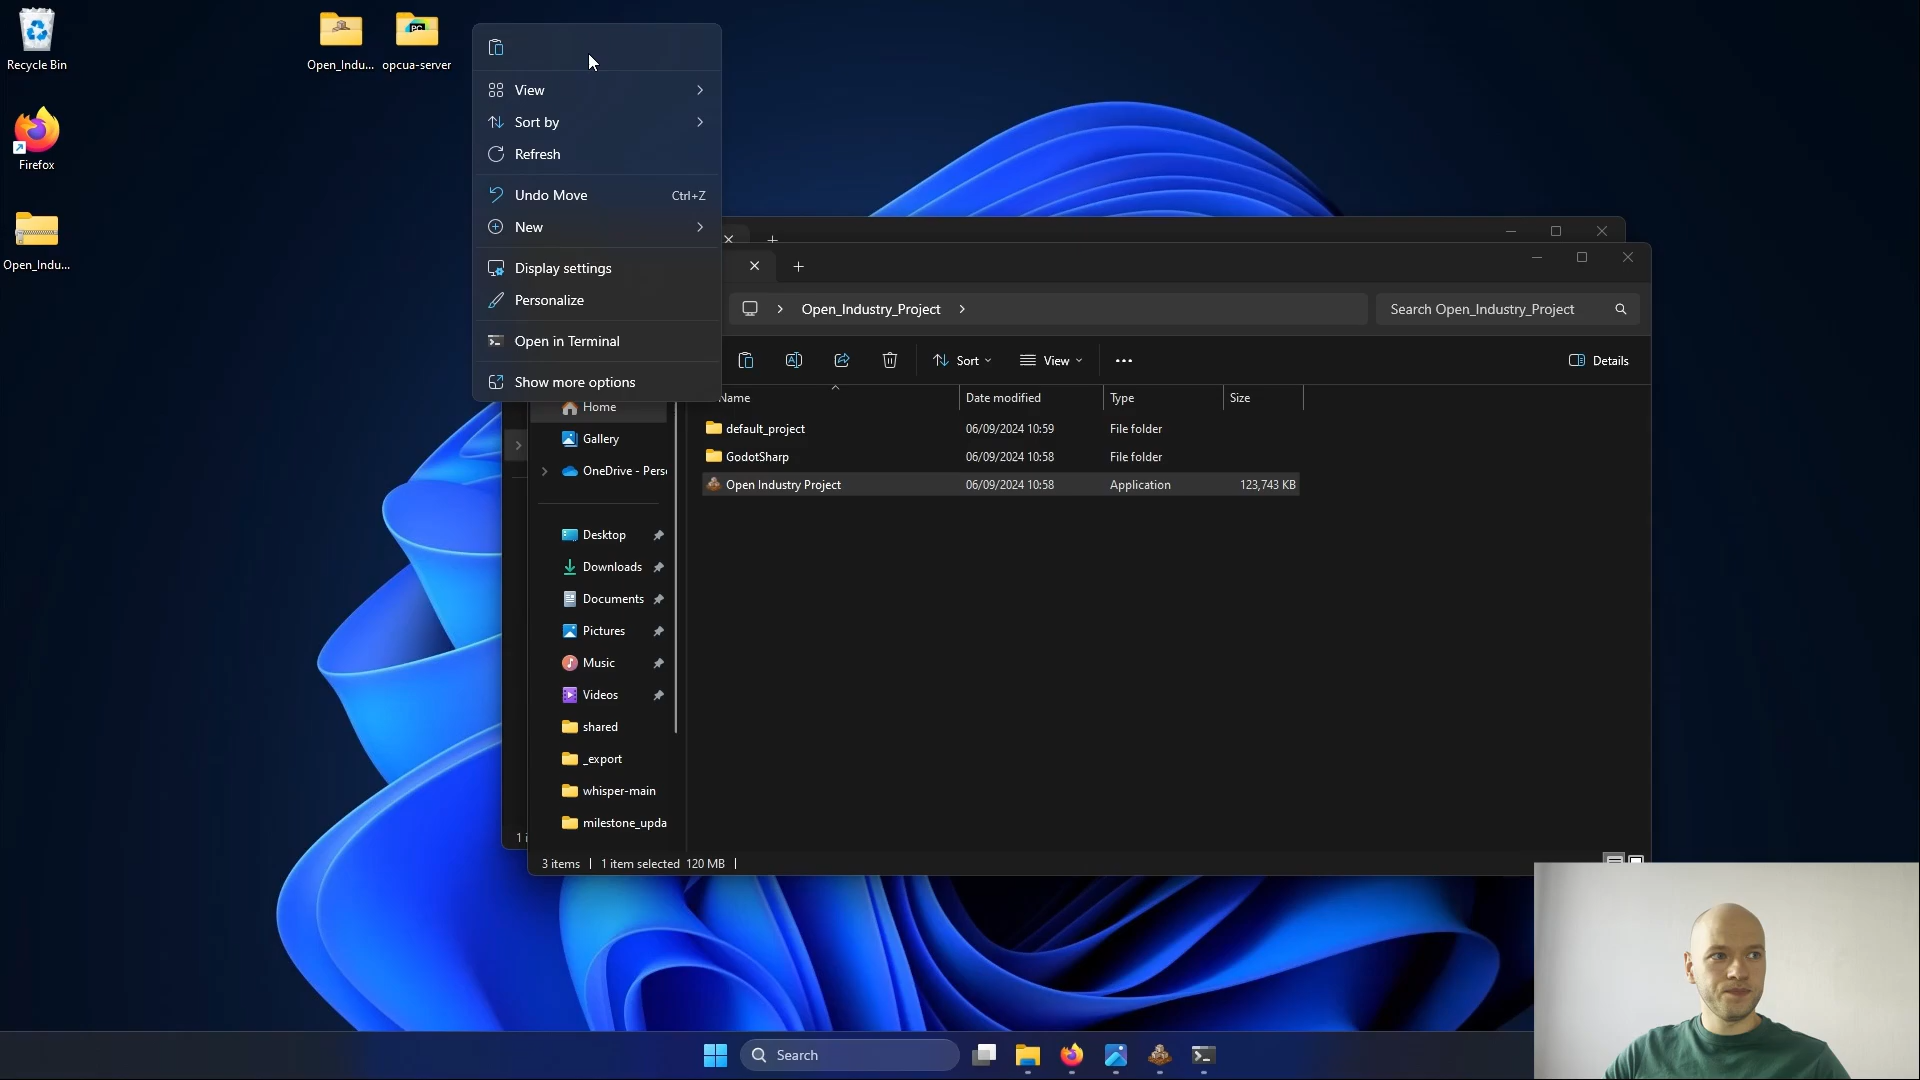 Recycle Bin
Open_Indu...
PC
opcua-server
Firefox
Open_Indu...
View
Sort by
Refresh
Undo Move Ctrl+Z
New
Display settings
Personalize
Open in Terminal
Show more options
Open_Industry_Project
Search Open_Industry_Project
Sort
View
Details
Name Date modified Type Size
default_project 06/09/2024 10:59 File folder
GodotSharp 06/09/2024 10:58 File folder
Open Industry Project 06/09/2024 10:58 Application 123,743 KB
Home
Gallery
OneDrive - Pers
Desktop
Downloads
Documents
Pictures
Music
Videos
shared
_export
whisper-main
milestone_upda
3 items 1 item selected 120 MB
Search